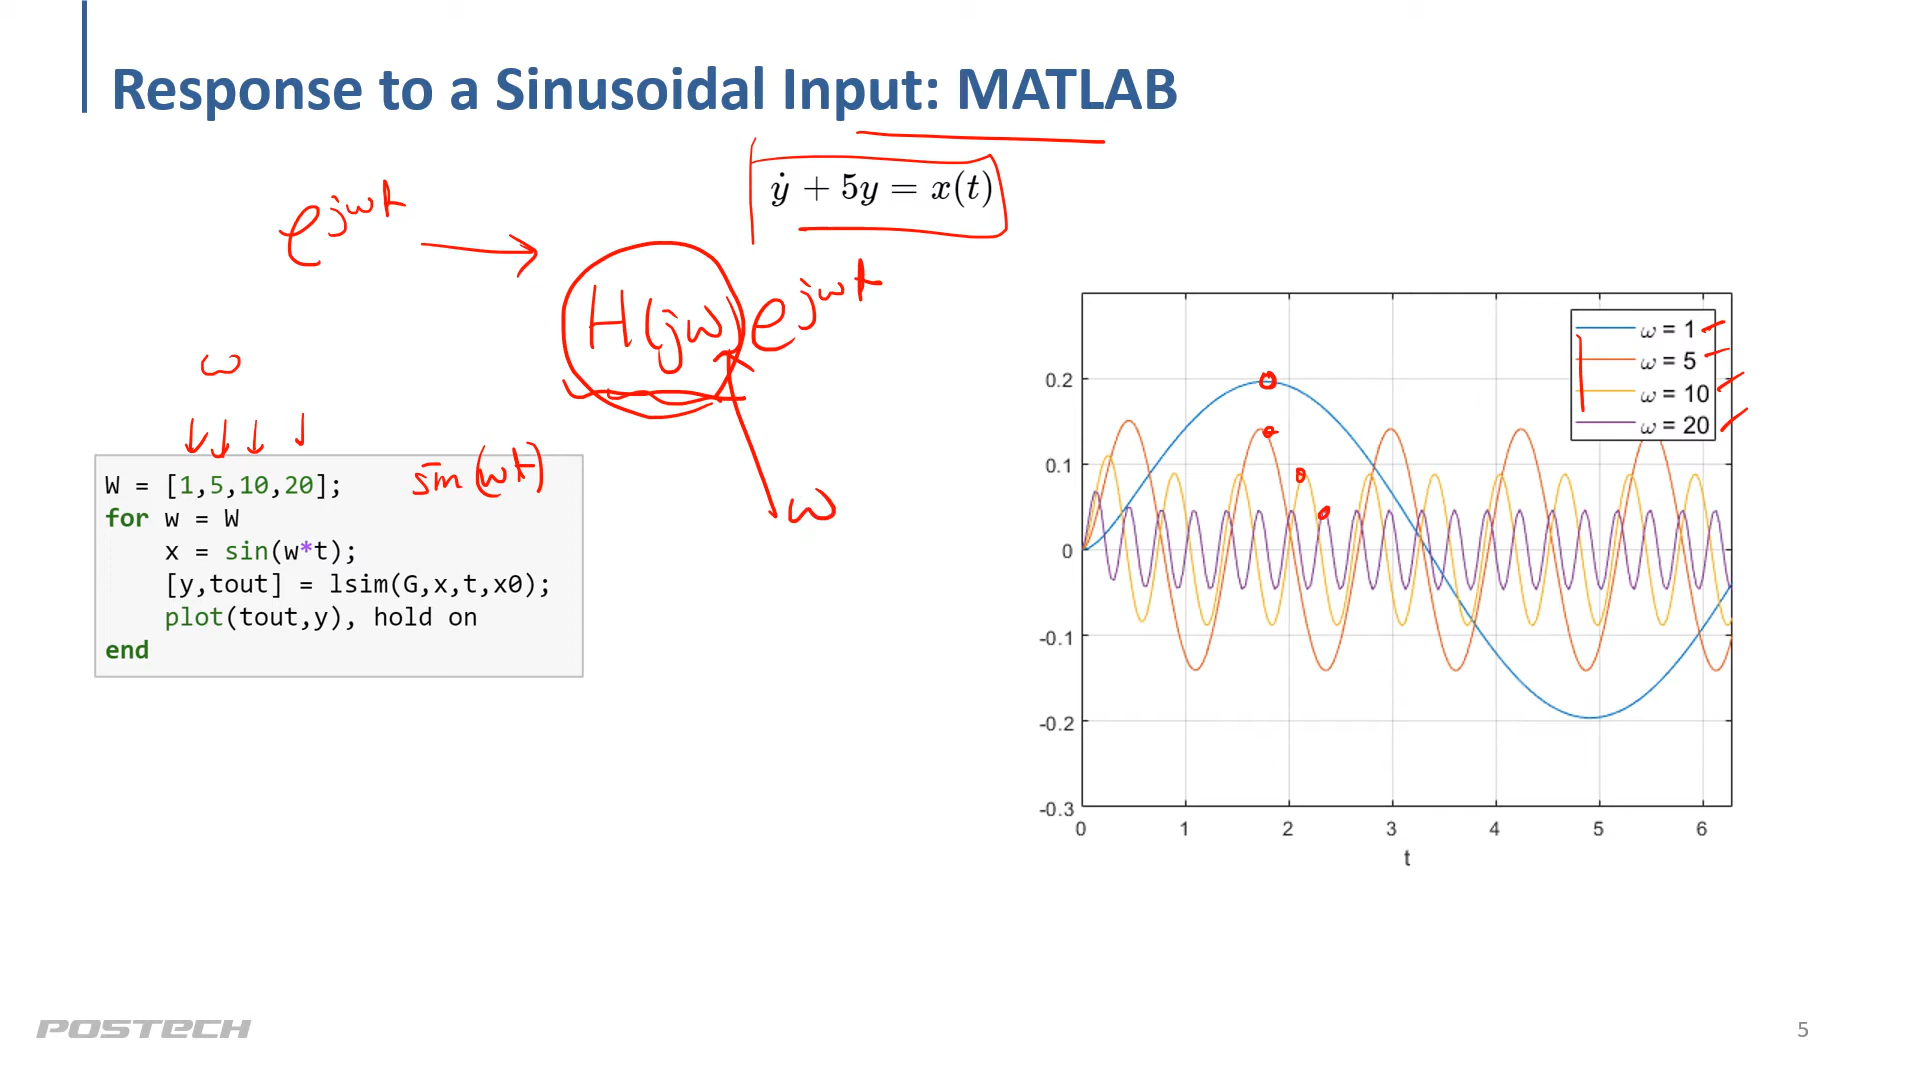 Response to a Sinusoidal Input: MATLAB
ẏ + 5y = x(t)
e^{jωt}
H(jω) e^{jωt}
ω
ω
sin(ωt)
W = [1,5,10,20];
for w = W
x = sin(w*t);
[y,tout] = lsim(G,x,t,x0);
plot(tout,y), hold on
end
ω = 1
ω = 5
ω = 10
ω = 20
0.2
0.1
0
-0.1
-0.2
-0.3
0 1 2 3 4 5 6
t
POSTECH
5